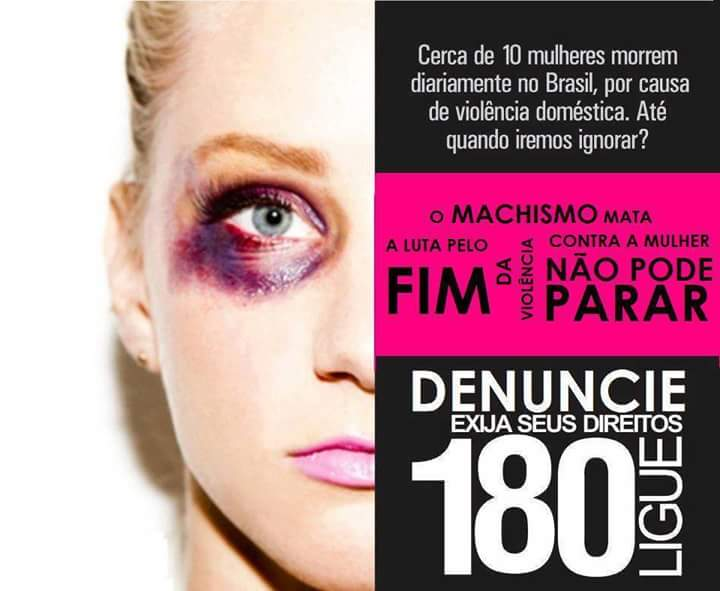 Cerca de 10 mulheres morrem
diariamente no Brasil, por causa
de violência doméstica. Até
quando iremos ignorar?
O MACHISMO MATA
A LUTA PELO
FIM
DA
VIOLÊNCIA
CONTRA A MULHER
NÃO PODE
PARAR
DENUNCIE
EXIJA SEUS DIREITOS
LIGUE
180